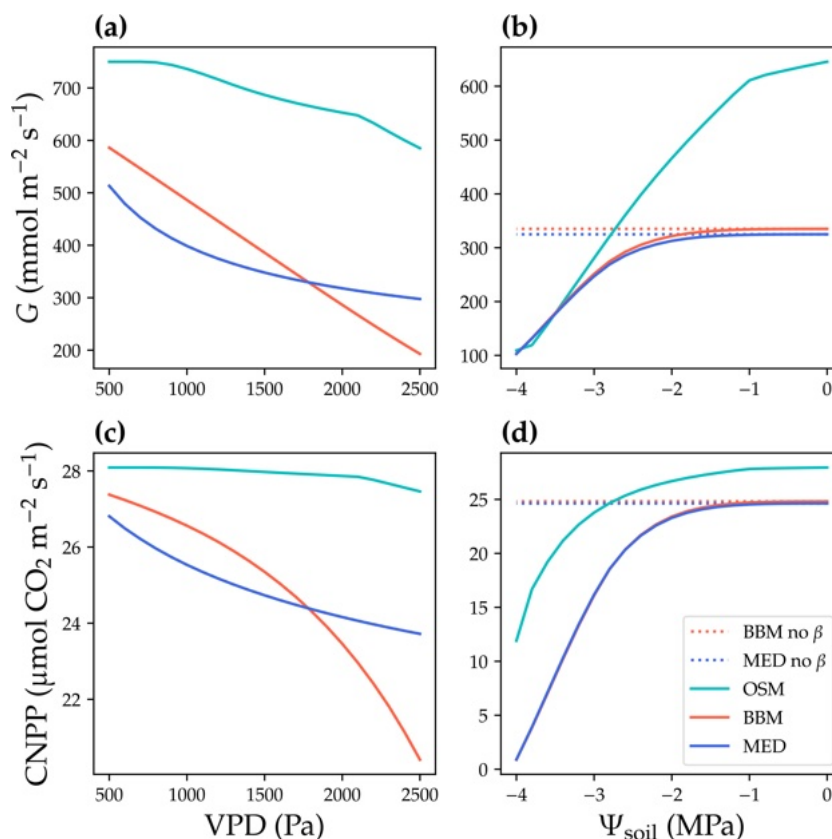 (a)
(b)
G (mmol m−2 s−1)
700
600
500
400
300
200
500 1000 1500 2000 2500
600
500
400
300
200
100
−4 −3 −2 −1 0
(c)
(d)
CNPP (μmol CO2 m−2 s−1)
28
26
24
22
500 1000 1500 2000 2500
VPD (Pa)
25
20
15
10
5
0
BBM no β
MED no β
OSM
BBM
MED
−4 −3 −2 −1 0
Ψsoil (MPa)